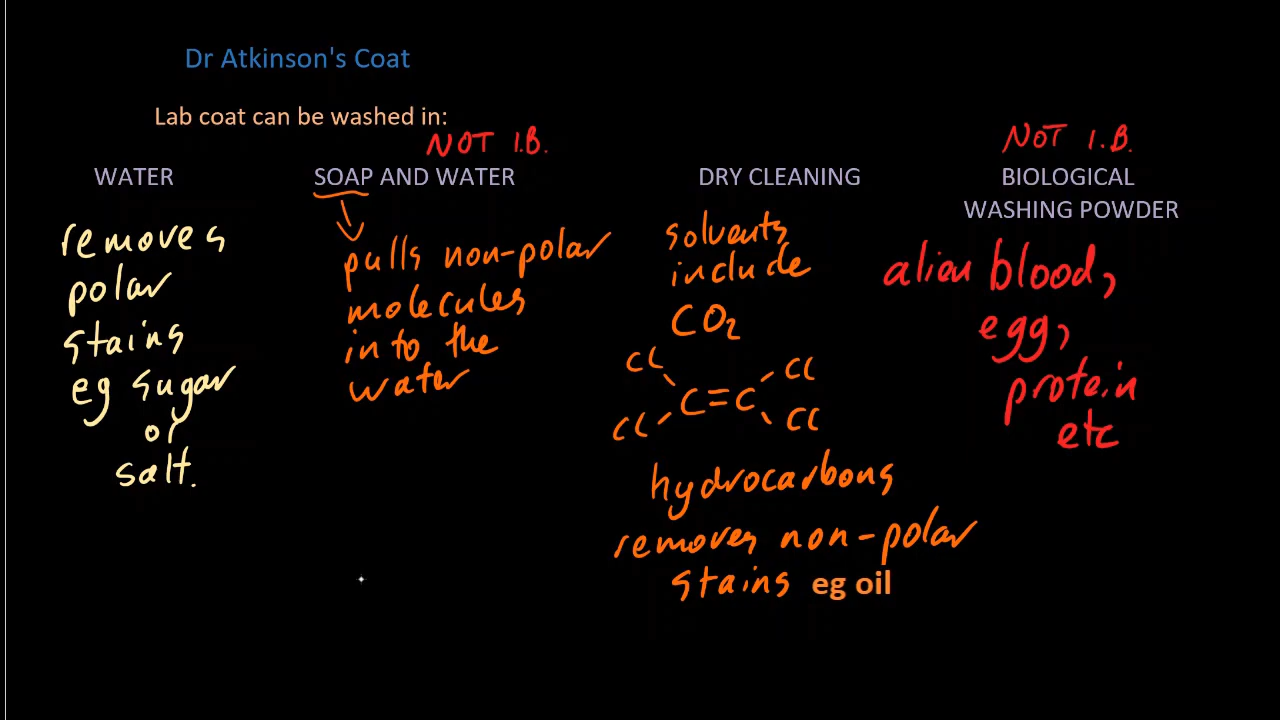 Dr Atkinson's Coat
Lab coat can be washed in:
WATER
removes
polar
stains
eg sugar
or
salt.
NOT I.B.
SOAP AND WATER
pulls non-polar
molecules
into the
water
DRY CLEANING
solvents
include
CO2
Cl Cl
C=C
Cl Cl
hydrocarbons
removes non-polar
stains eg oil
NOT I.B.
BIOLOGICAL
WASHING POWDER
alien blood,
egg,
protein
etc